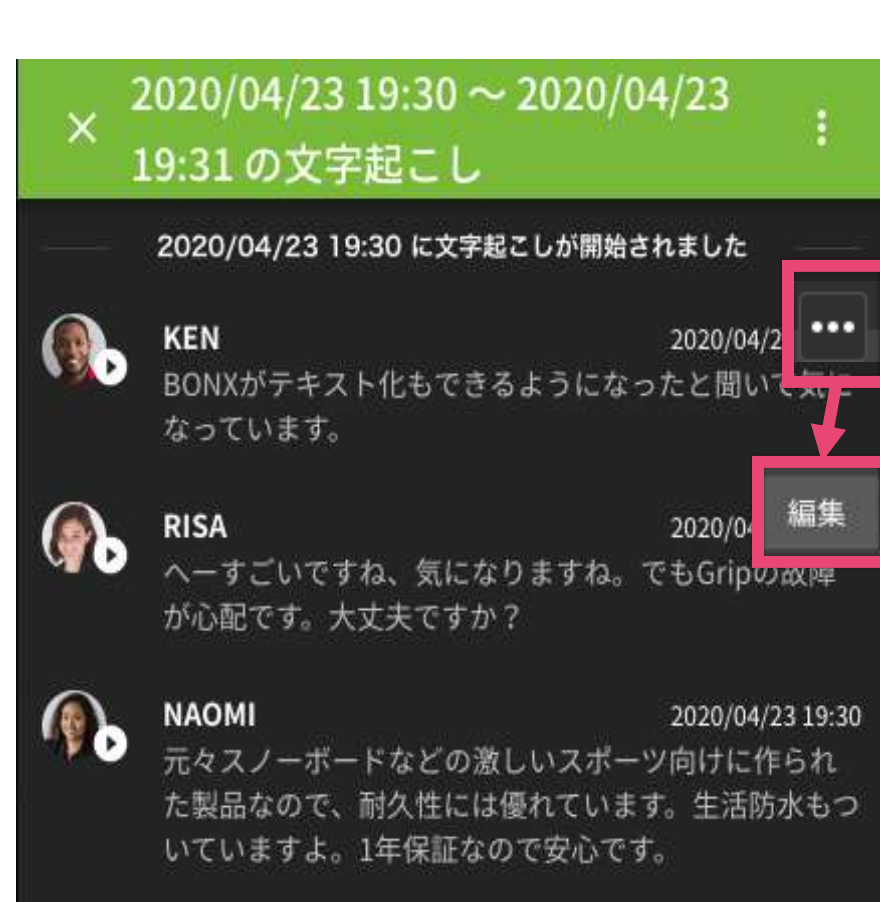 2020/04/23 19:30 ～ 2020/04/23
19:31 の文字起こし
2020/04/23 19:30 に文字起こしが開始されました
KEN
2020/04/2
BONXがテキスト化もできるようになったと聞いて気に
なっています。
RISA
2020/04
編集
へーすごいですね、気になりますね。でもGripの故障
が心配です。大丈夫ですか？
NAOMI
2020/04/23 19:30
元々スノーボードなどの激しいスポーツ向けに作られ
た製品なので、耐久性には優れています。生活防水もつ
いていますよ。1年保証なので安心です。